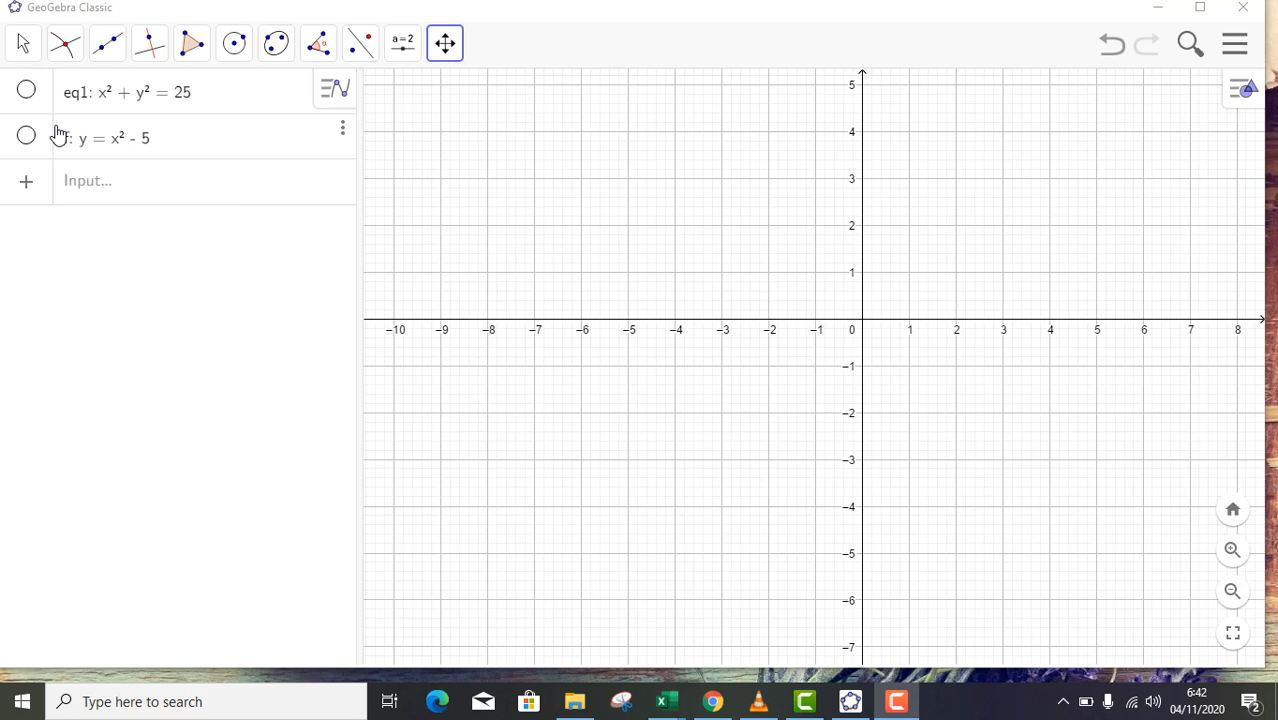 GeoGebra Classic
a=2
eq1: x² + y² = 25
: y = x² - 5
Input...
5
4
3
2
1
−10 −9 −8 −7 −6 −5 −4 −3 −2 −1 0 1 2 3 4 5 6 7 8
−1
−2
−3
−4
−5
−6
−7
Type here to search
6:42
04/11/2020
2